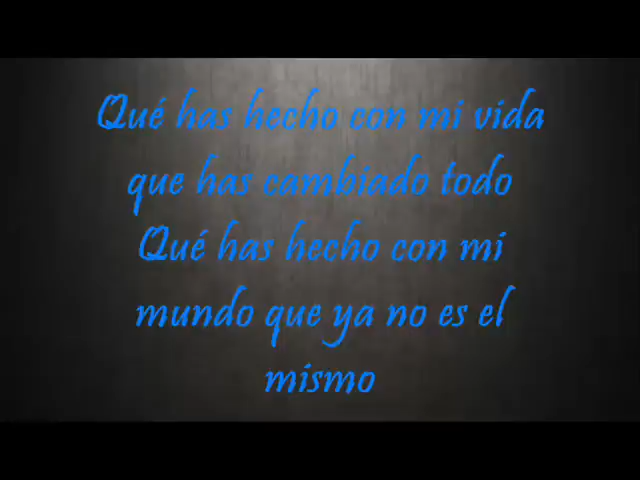 Qué has hecho con mi vida
que has cambiado todo
Qué has hecho con mi
mundo que ya no es el
mismo